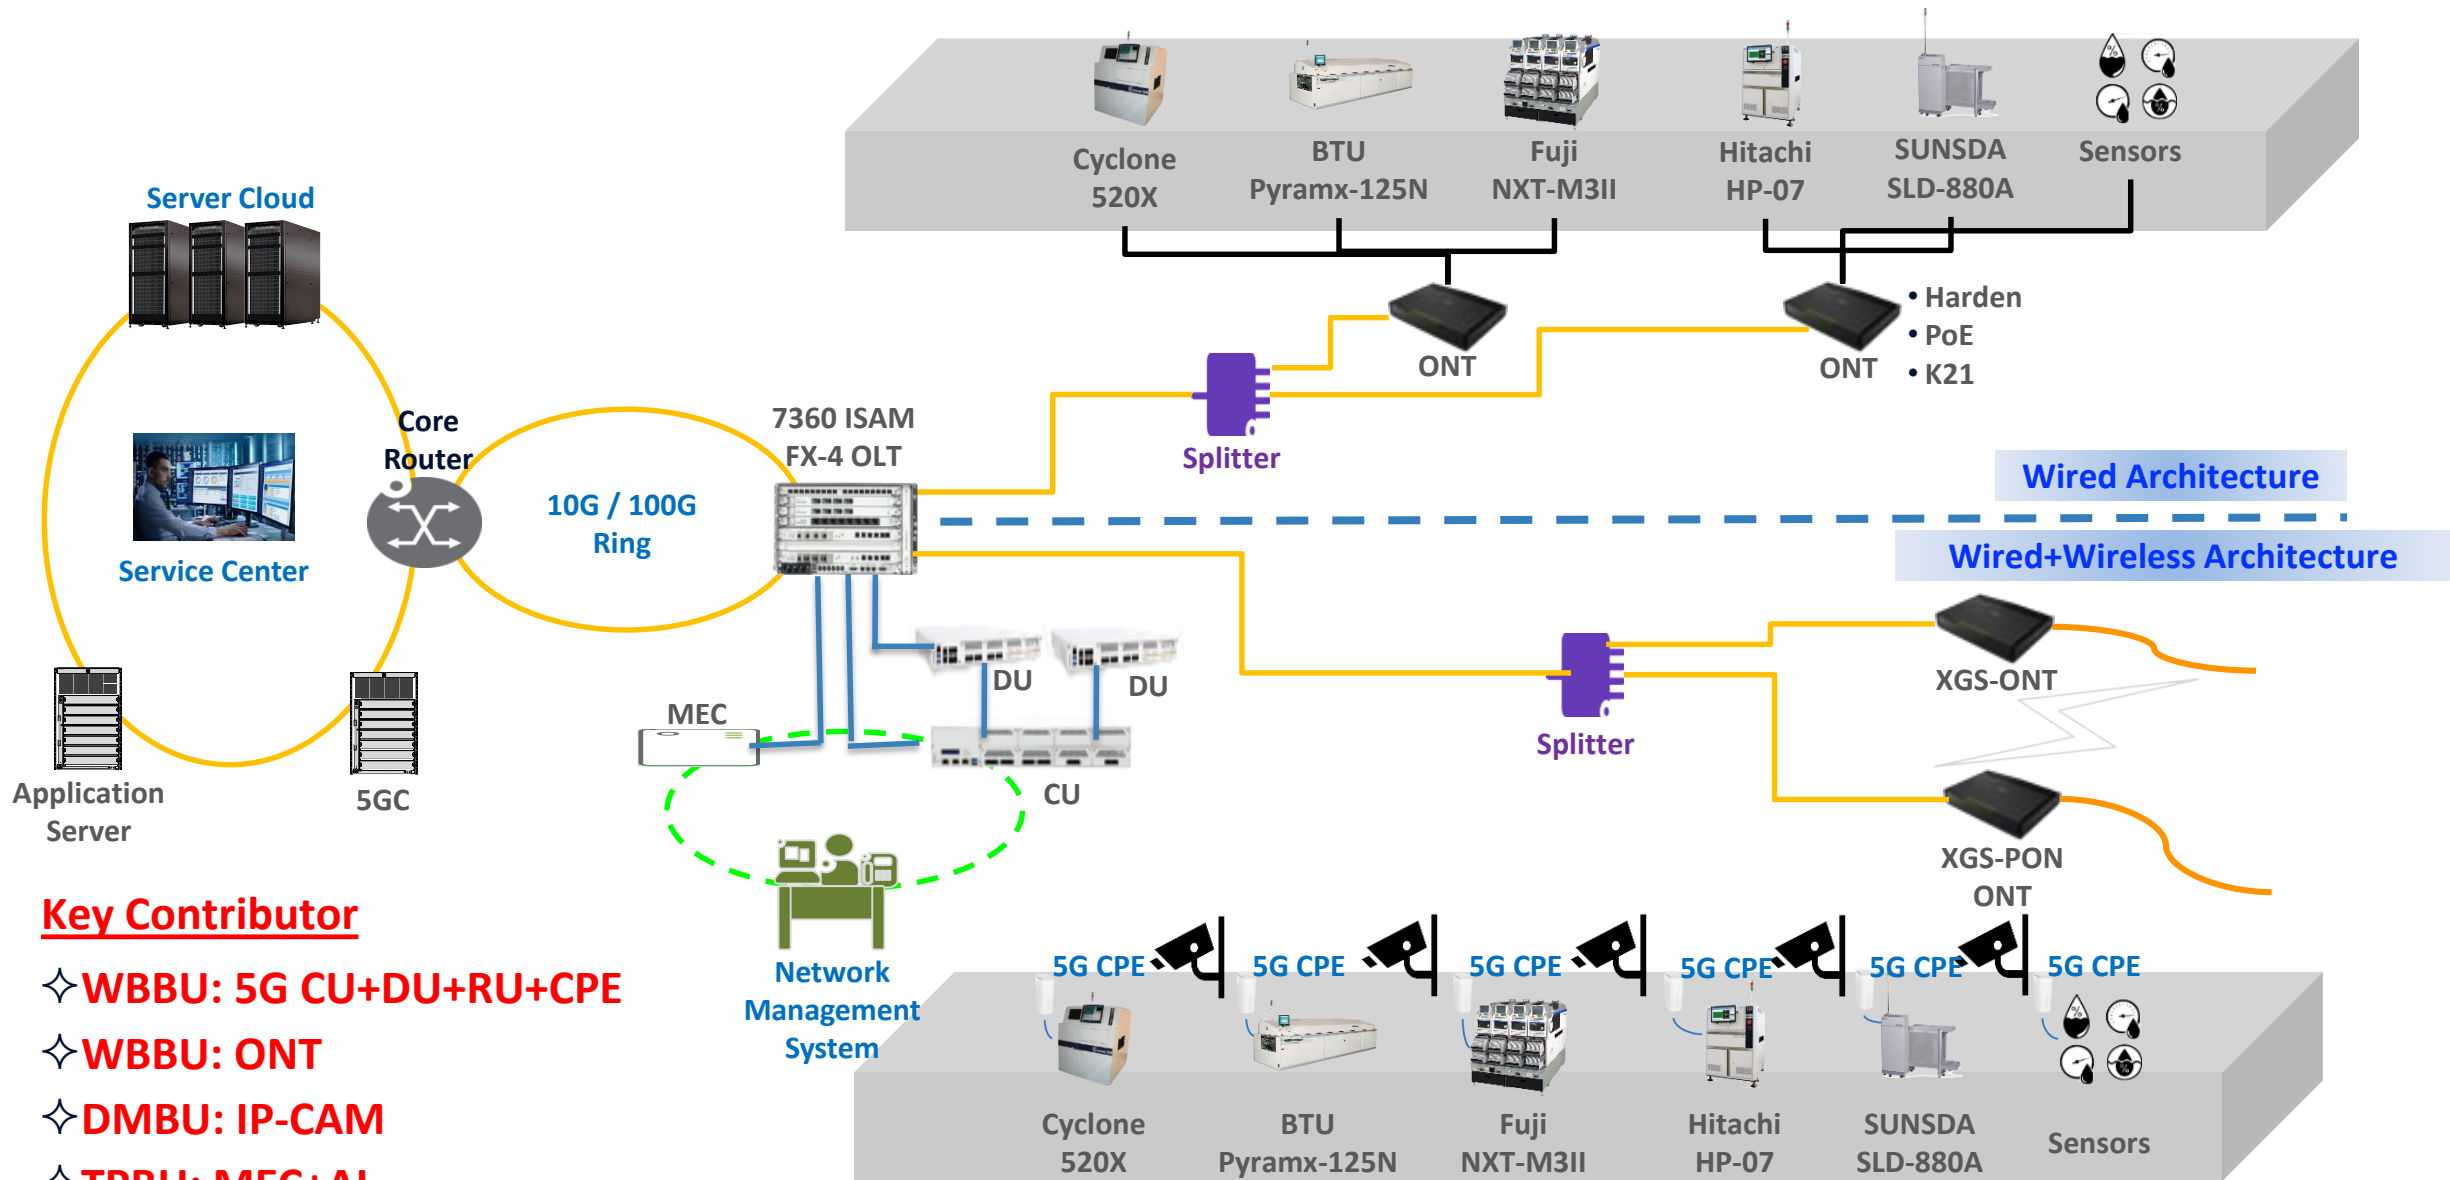 Cyclone
520X
BTU
Pyramx-125N
Fuji
NXT-M3II
Hitachi
HP-07
SUNSDA
SLD-880A
Sensors
Server Cloud
• Harden
• PoE
• K21
ONT
ONT
Core
Router
7360 ISAM
FX-4 OLT
Splitter
Wired Architecture
10G / 100G
Ring
Service Center
Wired+Wireless Architecture
DU
DU
XGS-ONT
MEC
Splitter
CU
Application
Server
5GC
XGS-PON
ONT
Key Contributor
✧WBBU: 5G CU+DU+RU+CPE
✧WBBU: ONT
✧DMBU: IP-CAM
Network
Management
System
5G CPE
5G CPE
5G CPE
5G CPE
5G CPE
5G CPE
Cyclone
520X
BTU
Pyramx-125N
Fuji
NXT-M3II
Hitachi
HP-07
SUNSDA
SLD-880A
Sensors